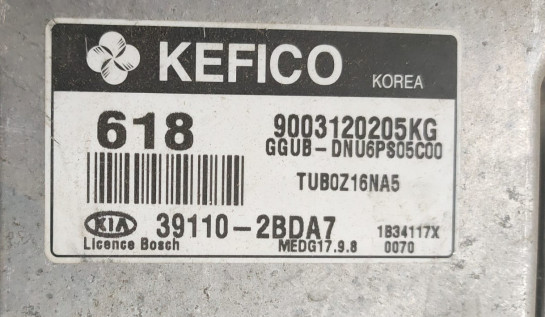 KEFICO KOREA
618 9003120205KG
GGUB-DNU6PS05C00
TUB0Z16NA5
KIA 39110-2BDA7 1B34117X
Licence Bosch MEDG17.9.8 0070